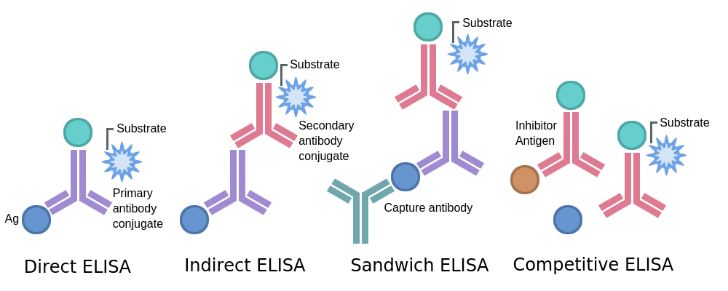 Substrate
Primary
antibody
conjugate
Ag
Direct ELISA
Substrate
Secondary
antibody
conjugate
Indirect ELISA
Substrate
Capture antibody
Sandwich ELISA
Inhibitor
Antigen
Substrate
Competitive ELISA